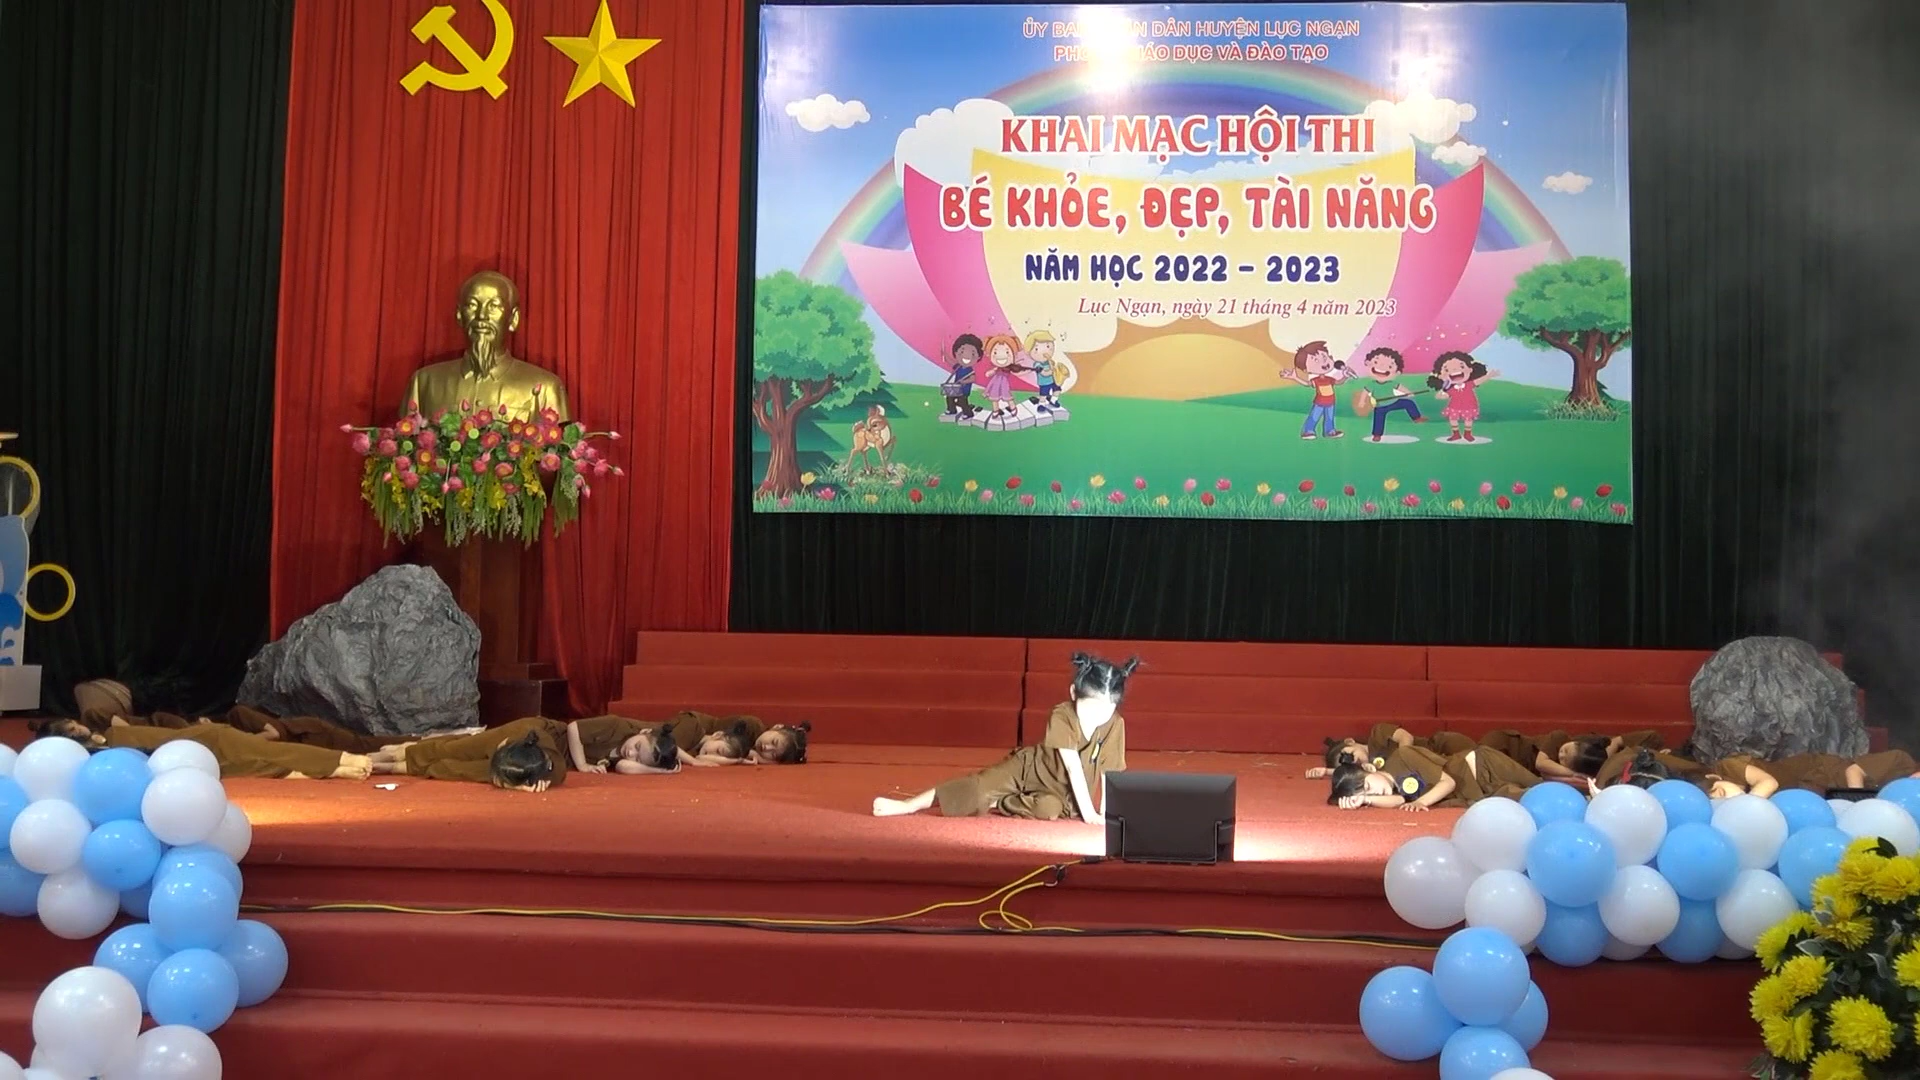 ỦY BAN DÂN HUYỆN LỤC NGẠN
GIÁO DỤC VÀ ĐÀO TẠO
KHAI MẠC HỘI THI
BÉ KHỎE, ĐẸP, TÀI NĂNG
NĂM HỌC 2022 - 2023
Lục Ngạn, ngày 21 tháng 4 năm 2023